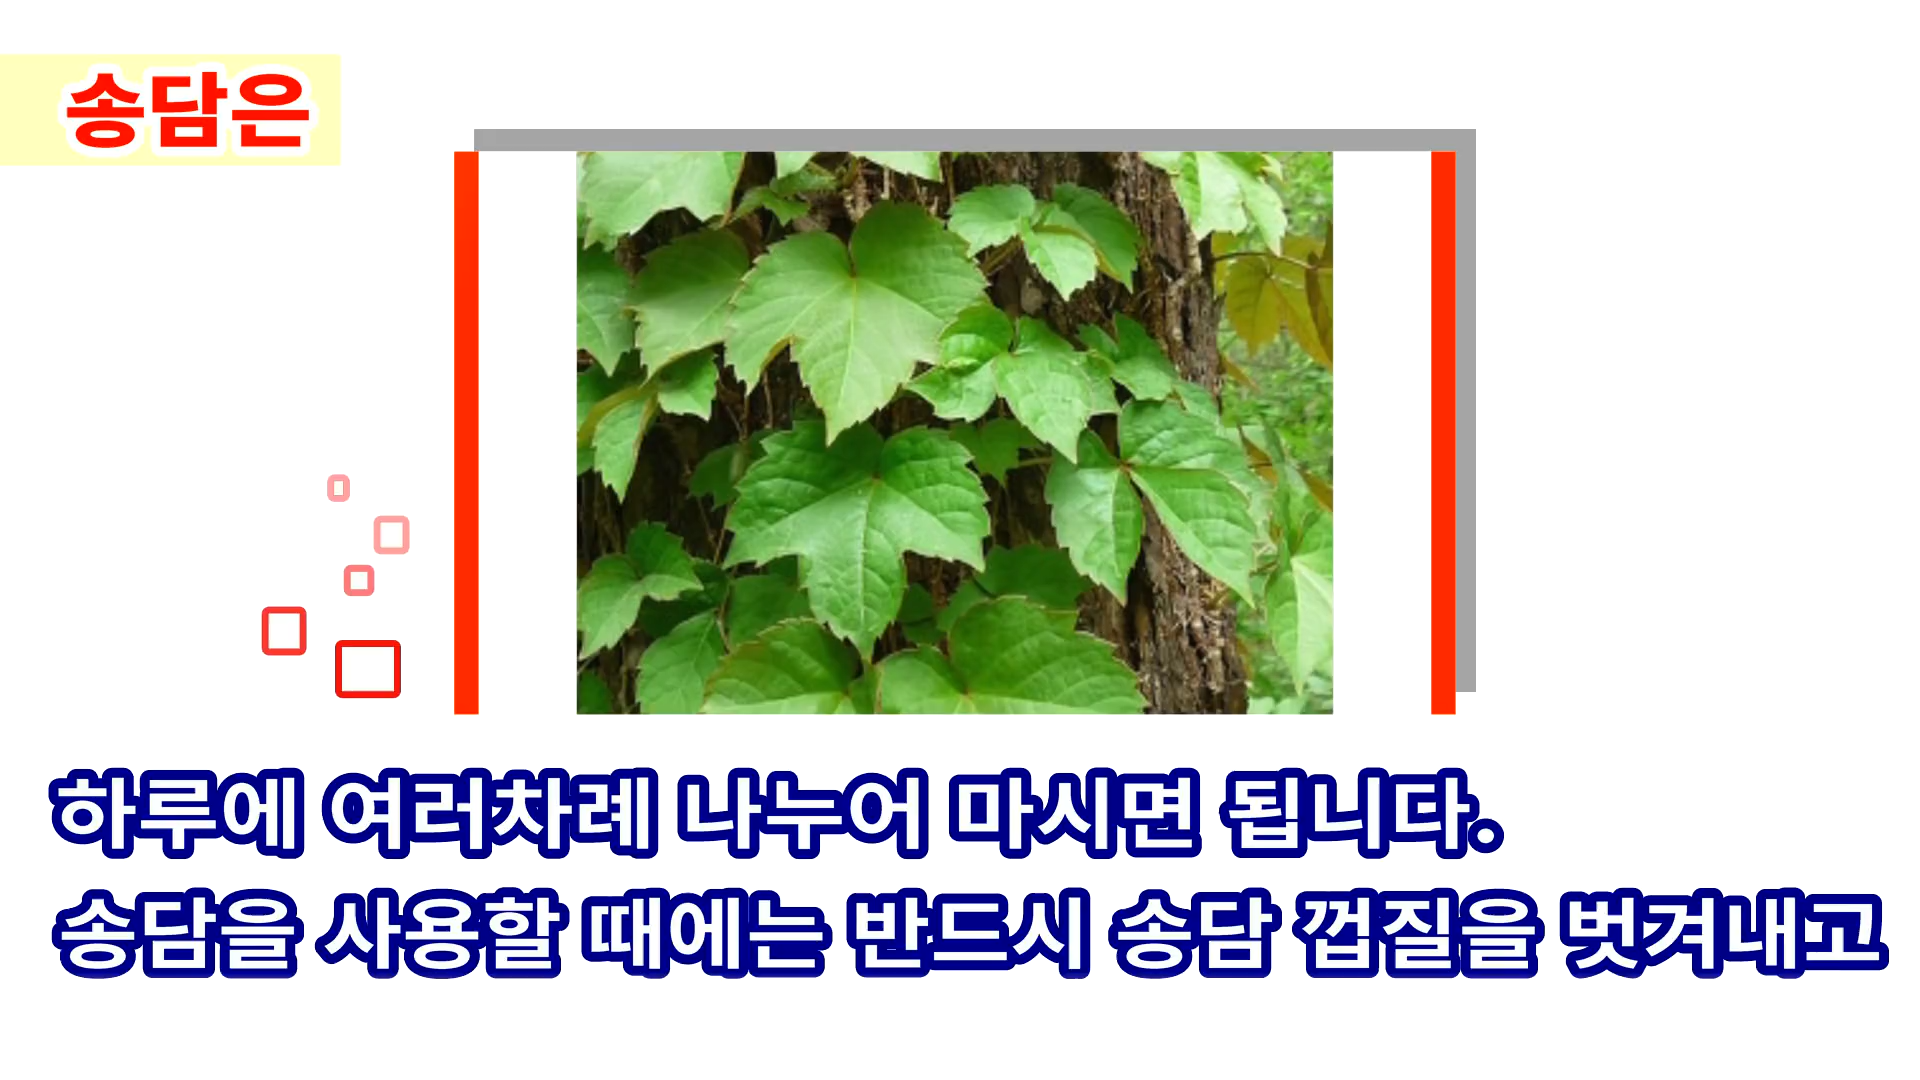 송담은
하루에 여러차례 나누어 마시면 됩니다。
송담을 사용할 때에는 반드시 송담 껍질을 벗겨내고